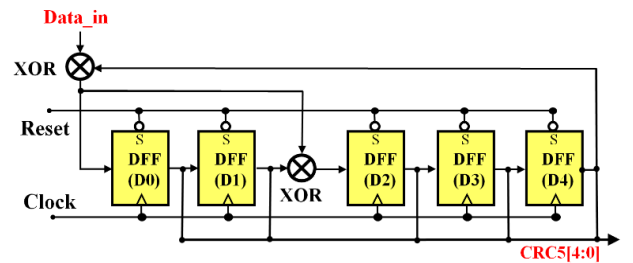 Data_in
XOR
Reset
S S S S S
DFF DFF DFF DFF DFF
(D0) (D1) (D2) (D3) (D4)
XOR
Clock
CRC5[4:0]